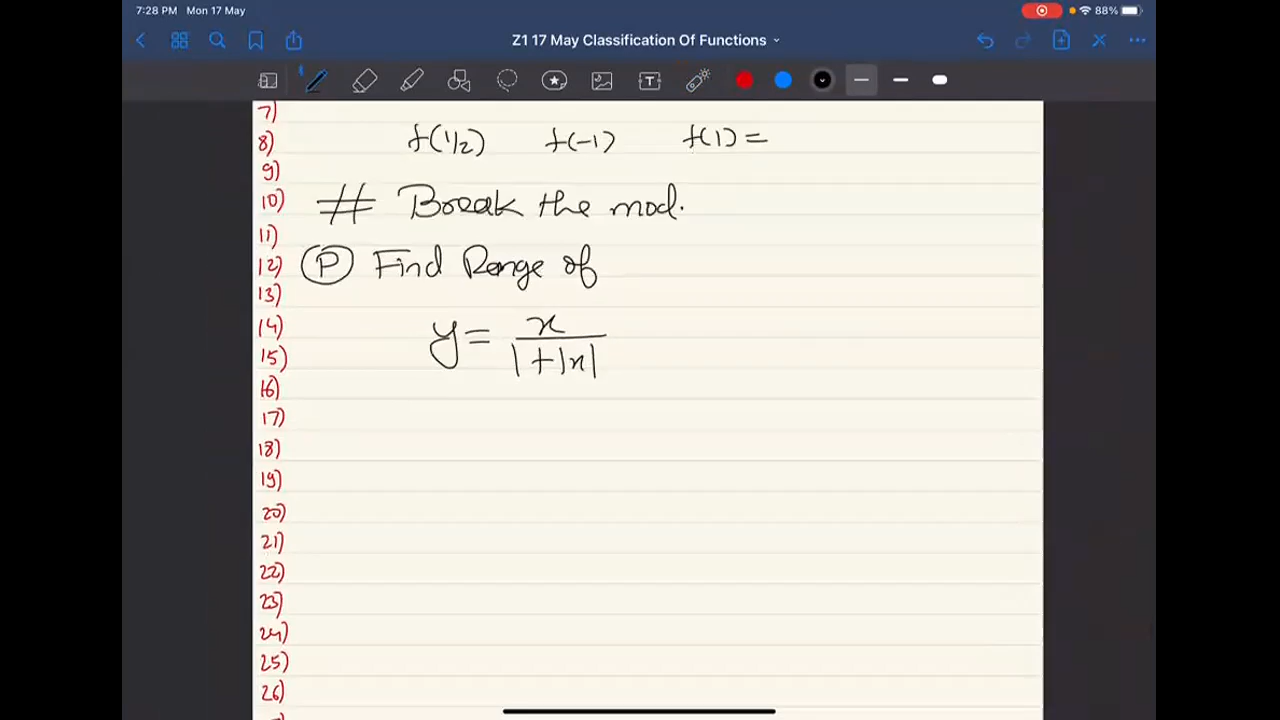 7:28 PM Mon 17 May
88%
Z1 17 May Classification Of Functions
7)
8) f(1/2) f(-1) f(1) =
9)
10) # Break the mod.
11)
12) (P) Find Range of
13)
14) y = x
15) 1+|x|
16)
17)
18)
19)
20)
21)
22)
23)
24)
25)
26)